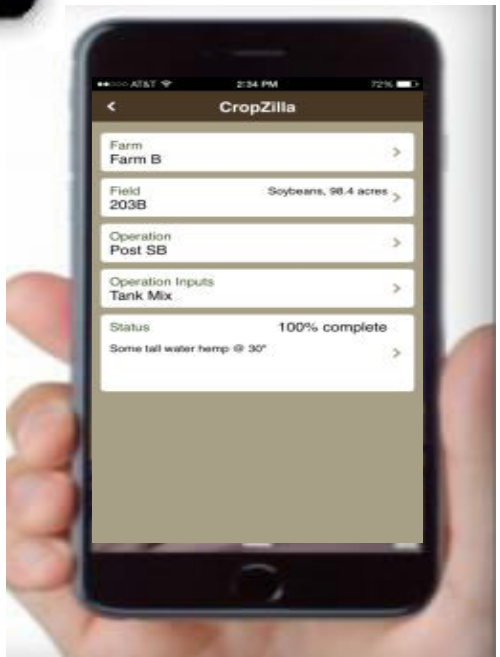 AT&T 2:34 PM 72%
CropZilla
Farm
Farm B
Field Soybeans, 98.4 acres
203B
Operation
Post SB
Operation Inputs
Tank Mix
Status 100% complete
Some tall water hemp @ 30"